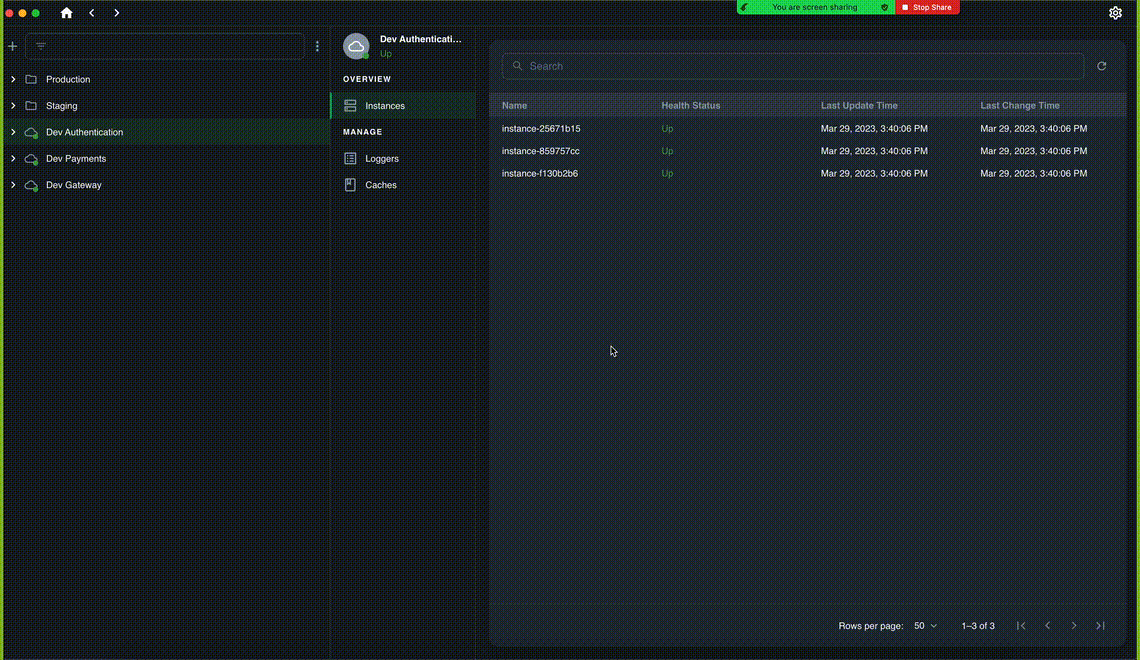 You are screen sharing
Stop Share
Production
Staging
Dev Authentication
Dev Payments
Dev Gateway
Dev Authenticati...
Up
OVERVIEW
Instances
MANAGE
Loggers
Caches
Search
Name Health Status Last Update Time Last Change Time
instance-25671b15 Up Mar 29, 2023, 3:40:06 PM Mar 29, 2023, 3:40:06 PM
instance-859757cc Up Mar 29, 2023, 3:40:06 PM Mar 29, 2023, 3:40:06 PM
instance-f130b2b6 Up Mar 29, 2023, 3:40:06 PM Mar 29, 2023, 3:40:06 PM
Rows per page: 50 1–3 of 3